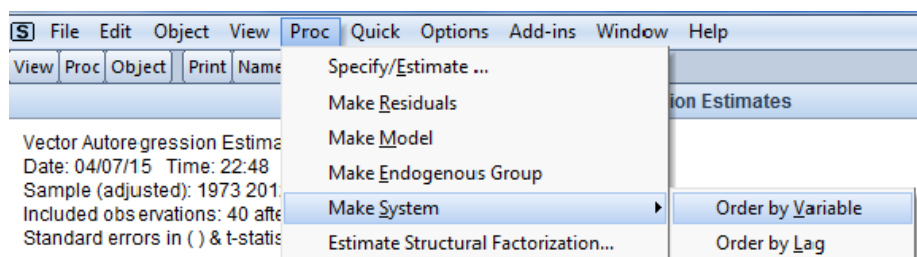 S File Edit Object View Proc Quick Options Add-ins Window Help
View Proc Object Print Name
Specify/Estimate ...
ion Estimates
Make Residuals
Make Model
Vector Autoregression Estima
Date: 04/07/15 Time: 22:48
Make Endogenous Group
Sample (adjusted): 1973 201
Included observations: 40 afte
Make System
Order by Variable
Standard errors in ( ) & t-statis
Estimate Structural Factorization...
Order by Lag